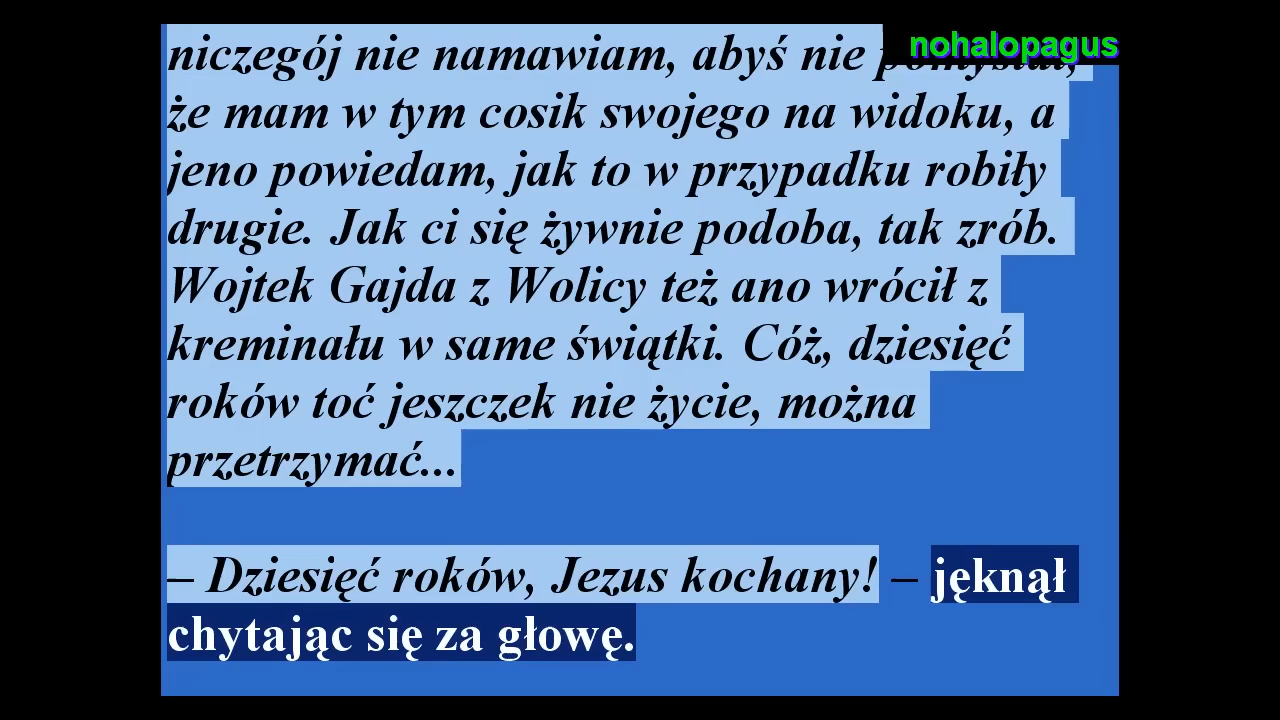 nohalopagus
niczegój nie namawiam, abyś nie
że mam w tym cosik swojego na widoku, a
jeno powiedam, jak to w przypadku robiły
drugie. Jak ci się żywnie podoba, tak zrób.
Wojtek Gajda z Wolicy też ano wrócił z
kreminału w same świątki. Cóż, dziesięć
roków toć jeszczek nie życie, można
przetrzymać...
– Dziesięć roków, Jezus kochany! – jęknął
chytając się za głowę.